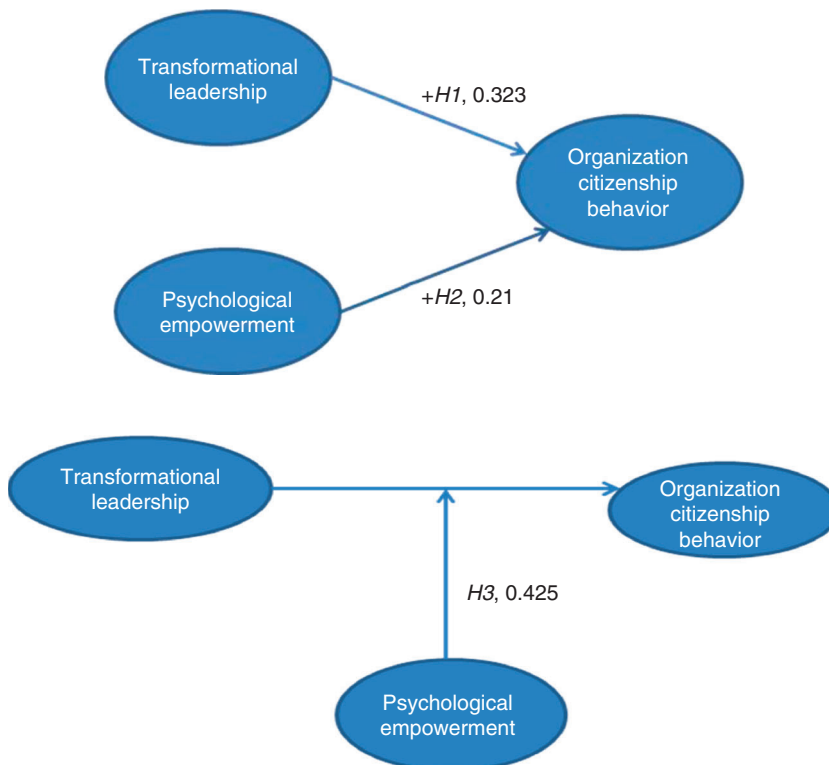 Transformational
leadership
+H1, 0.323
Organization
citizenship
behavior
Psychological
empowerment
+H2, 0.21
Transformational
leadership
Organization
citizenship
behavior
H3, 0.425
Psychological
empowerment